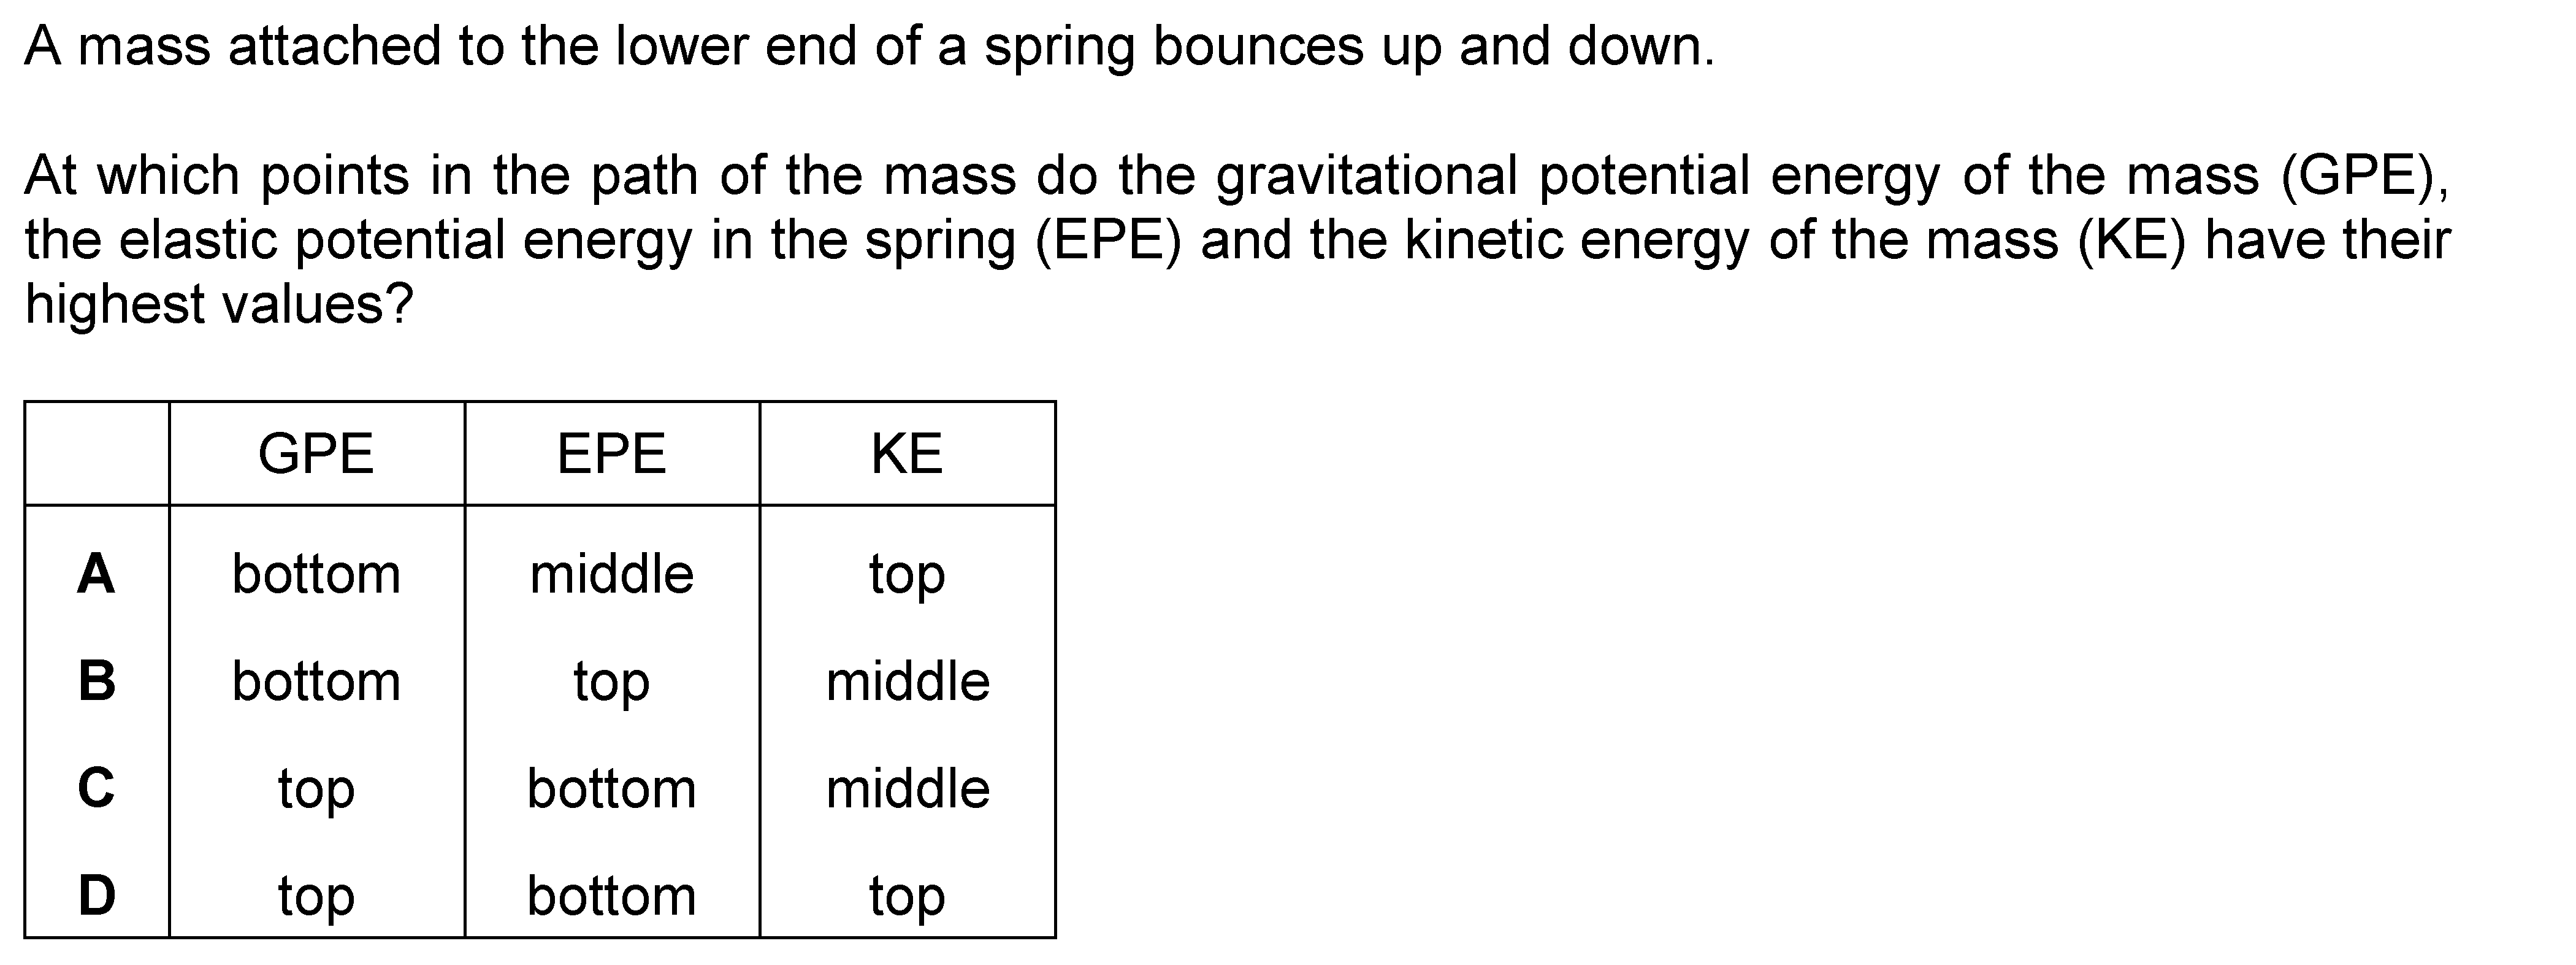 A mass attached to the lower end of a spring bounces up and down.
At which points in the path of the mass do the gravitational potential energy of the mass (GPE),
the elastic potential energy in the spring (EPE) and the kinetic energy of the mass (KE) have their
highest values?
GPE EPE KE
A bottom middle top
B bottom top middle
C top bottom middle
D top bottom top